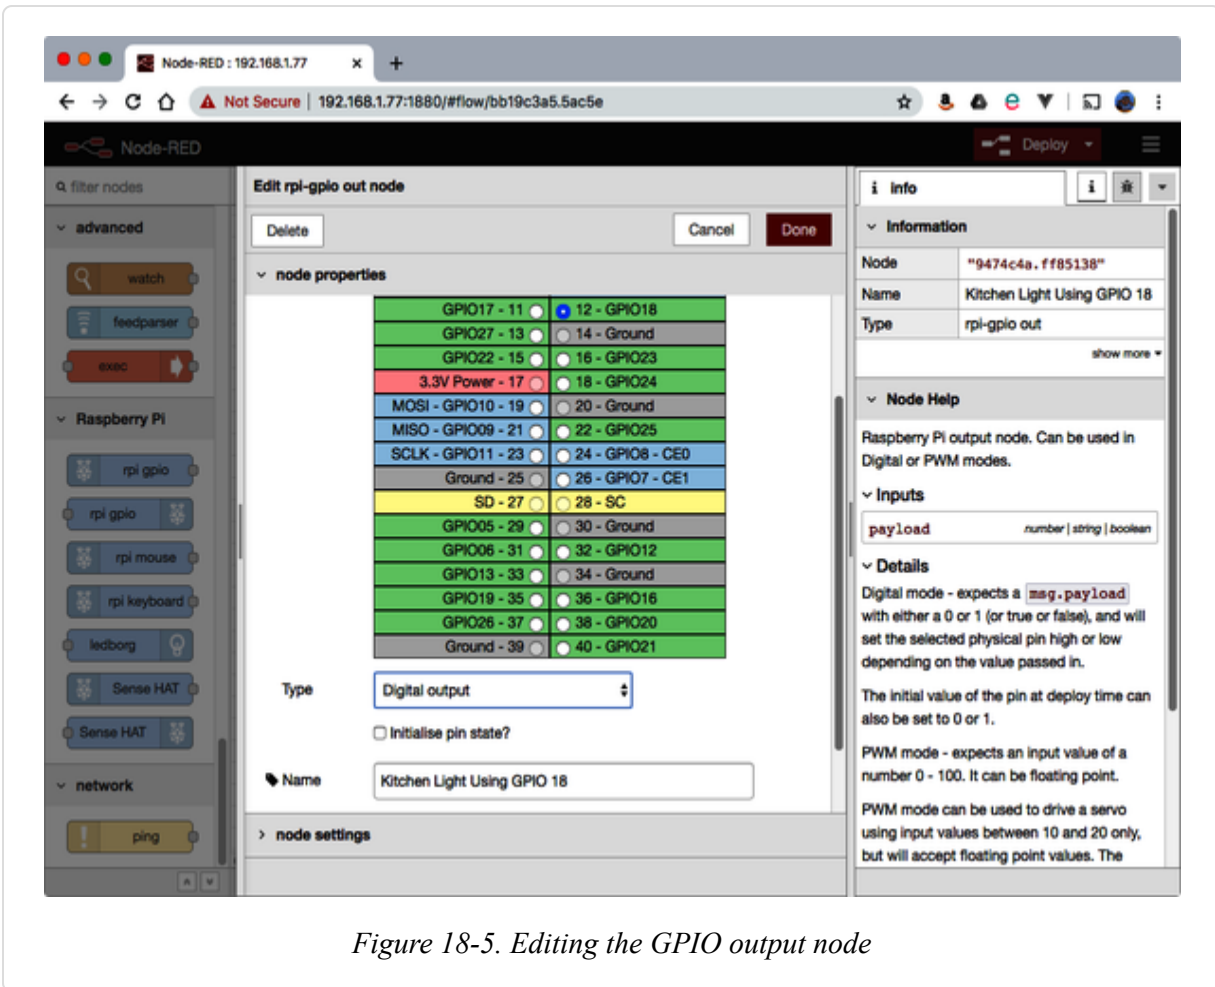 Node-RED : 192.168.1.77
Not Secure | 192.168.1.77:1880/#flow/bb19c3a5.5ac5e
Node-RED
Deploy
filter nodes
advanced
watch
feedparser
exec
Raspberry Pi
rpi gpio
rpi gpio
rpi mouse
rpi keyboard
ledborg
Sense HAT
Sense HAT
network
ping
Edit rpi-gpio out node
Delete
Cancel
Done
node properties
GPIO17 - 11
12 - GPIO18
GPIO27 - 13
14 - Ground
GPIO22 - 15
16 - GPIO23
3.3V Power - 17
18 - GPIO24
MOSI - GPIO10 - 19
20 - Ground
MISO - GPIO09 - 21
22 - GPIO25
SCLK - GPIO11 - 23
24 - GPIO8 - CE0
Ground - 25
26 - GPIO7 - CE1
SD - 27
28 - SC
GPIO05 - 29
30 - Ground
GPIO06 - 31
32 - GPIO12
GPIO13 - 33
34 - Ground
GPIO19 - 35
36 - GPIO16
GPIO26 - 37
38 - GPIO20
Ground - 39
40 - GPIO21
Type
Digital output
Initialise pin state?
Name
Kitchen Light Using GPIO 18
node settings
info
Information
Node
"9474c4a.ff85138"
Name
Kitchen Light Using GPIO 18
Type
rpi-gpio out
show more
Node Help
Raspberry Pi output node. Can be used in
Digital or PWM modes.
Inputs
payload
number | string | boolean
Details
Digital mode - expects a msg.payload
with either a 0 or 1 (or true or false), and will
set the selected physical pin high or low
depending on the value passed in.
The initial value of the pin at deploy time can
also be set to 0 or 1.
PWM mode - expects an input value of a
number 0 - 100. It can be floating point.
PWM mode can be used to drive a servo
using input values between 10 and 20 only,
but will accept floating point values. The
Figure 18-5. Editing the GPIO output node